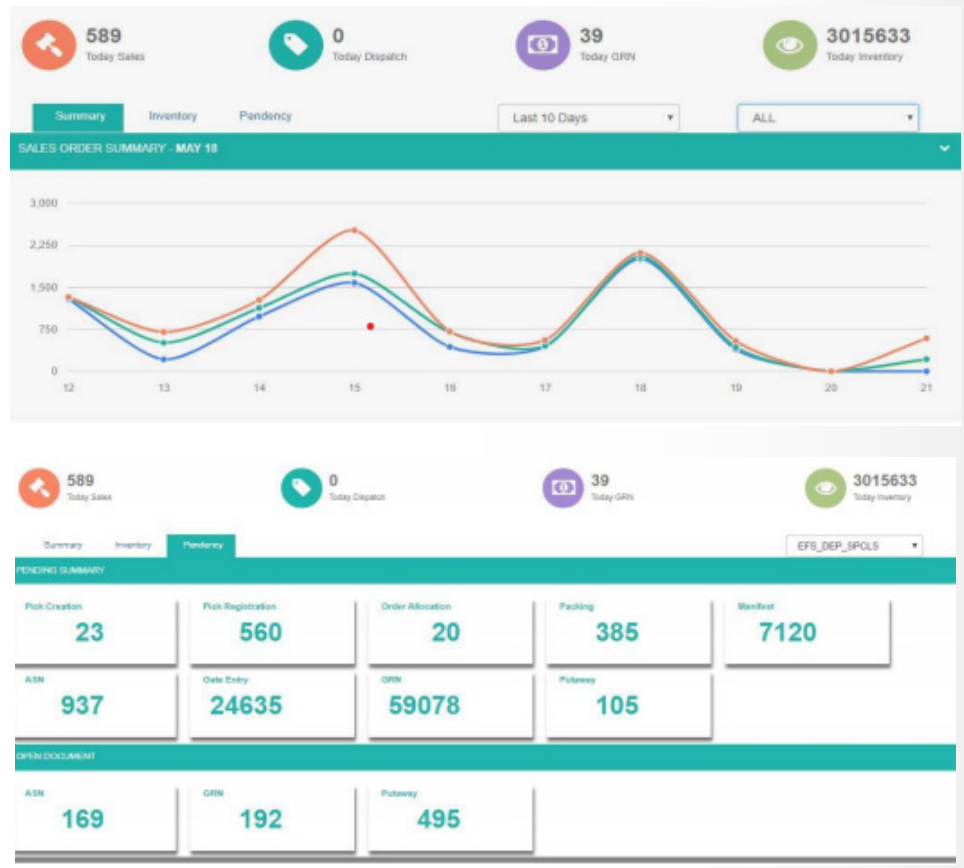 589
Today Sales
0
Today Dispatch
39
Today GRN
3015633
Today Inventory
Summary Inventory Pendency Last 10 Days ALL
SALES ORDER SUMMARY - MAY 18
3,000
2,250
1,500
750
0
12 13 14 15 16 17 18 19 20 21
589
Today Sales
0
Today Dispatch
39
Today GRN
3015633
Today Inventory
Summary Inventory Pendency EFS_DEP_SPCLS
PENDING SUMMARY
Pick Creation
23
Pick Registration
560
Order Allocation
20
Packing
385
Manifest
7120
ASN
937
Gate Entry
24635
GRN
59078
Putaway
105
OPEN DOCUMENT
ASN
169
GRN
192
Putaway
495